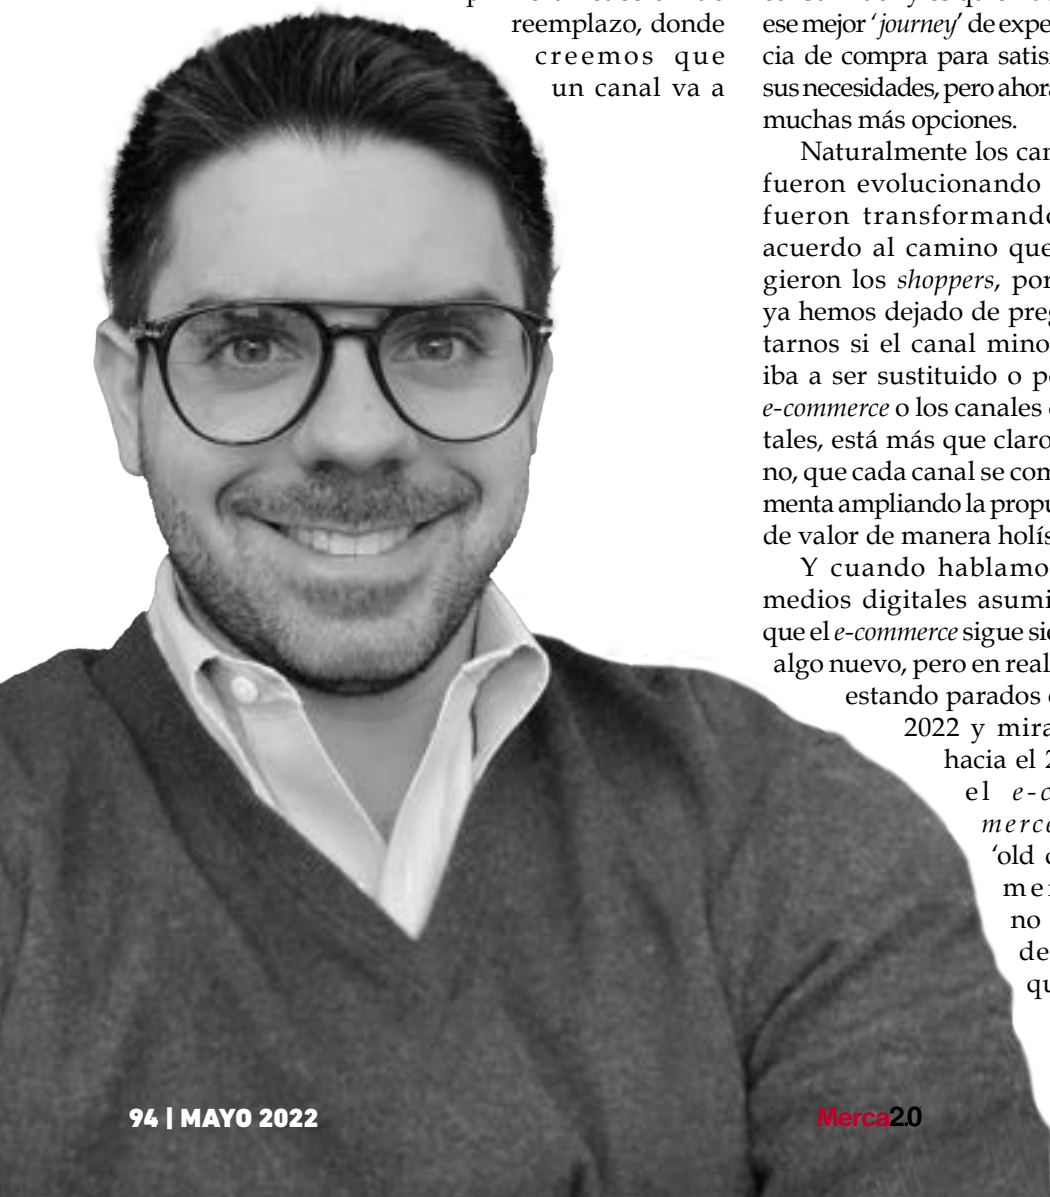 reemplazo, donde
creemos que
un canal va a
ese mejor ‘journey’ de expe
cia de compra para satis
sus necesidades, pero ahora
muchas más opciones.
Naturalmente los can
fueron evolucionando
fueron transformando
acuerdo al camino que
gieron los shoppers, por
ya hemos dejado de preg
tarnos si el canal mino
iba a ser sustituido o p
e-commerce o los canales
tales, está más que claro
no, que cada canal se com
menta ampliando la propu
de valor de manera holís
Y cuando hablamo
medios digitales asumi
que el e-commerce sigue sie
algo nuevo, pero en real
estando parados
2022 y mira
hacia el 2
el e-c
merce
‘old
mer
no
de
qu
94 | MAYO 2022
Merca2.0